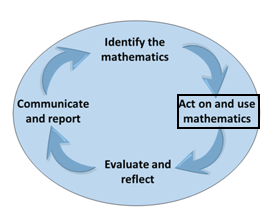 Identify the
mathematics
Act on and use
mathematics
Evaluate and
reflect
Communicate
and report